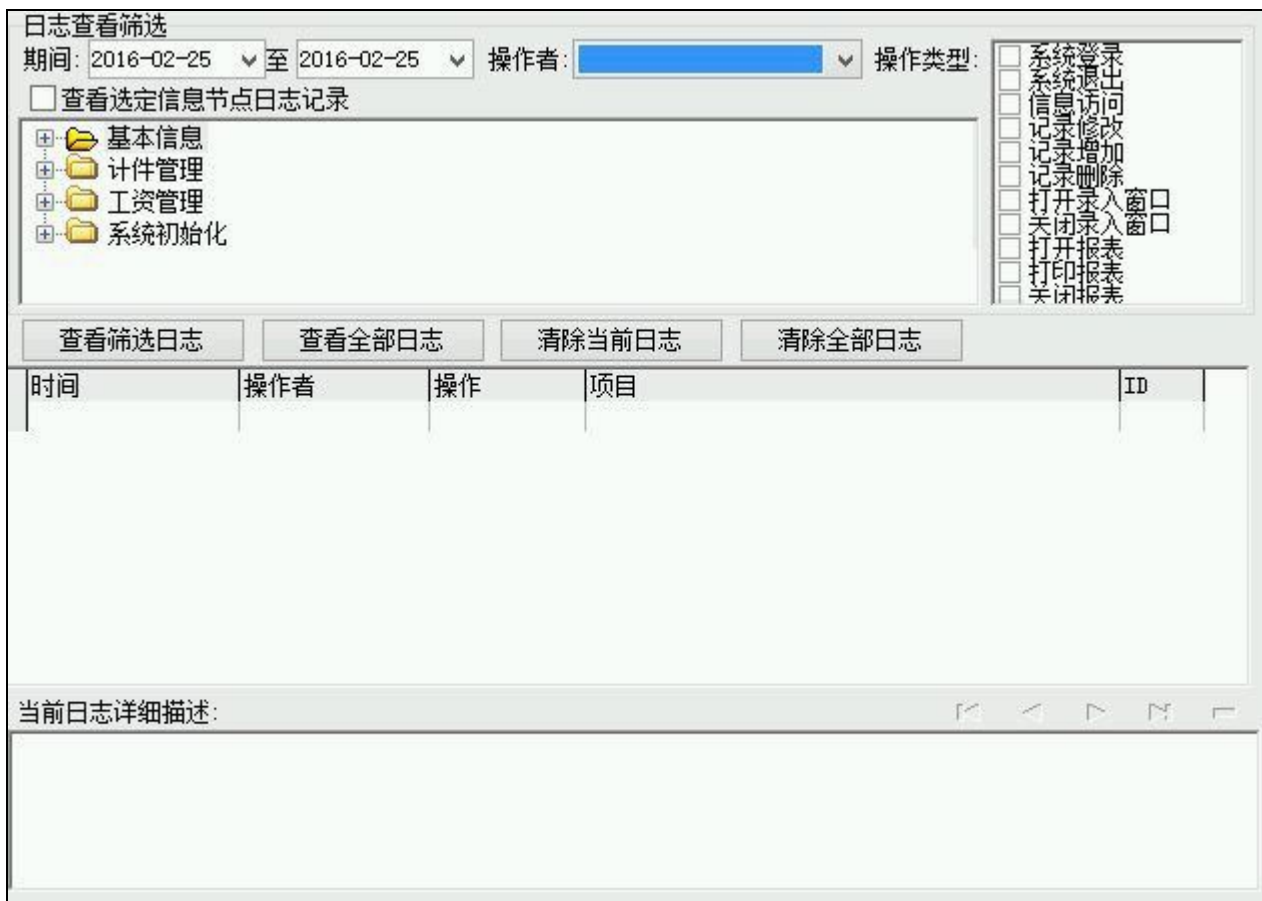 日志查看筛选
期间: 2016-02-25 至 2016-02-25 操作者: 操作类型:
系统登录
系统退出
信息访问
记录修改
记录增加
记录删除
打开录入窗口
关闭录入窗口
打开报表
打印报表
关闭报表
查看选定信息节点日志记录
基本信息
计件管理
工资管理
系统初始化
查看筛选日志 查看全部日志 清除当前日志 清除全部日志
时间 操作者 操作 项目 ID
当前日志详细描述: